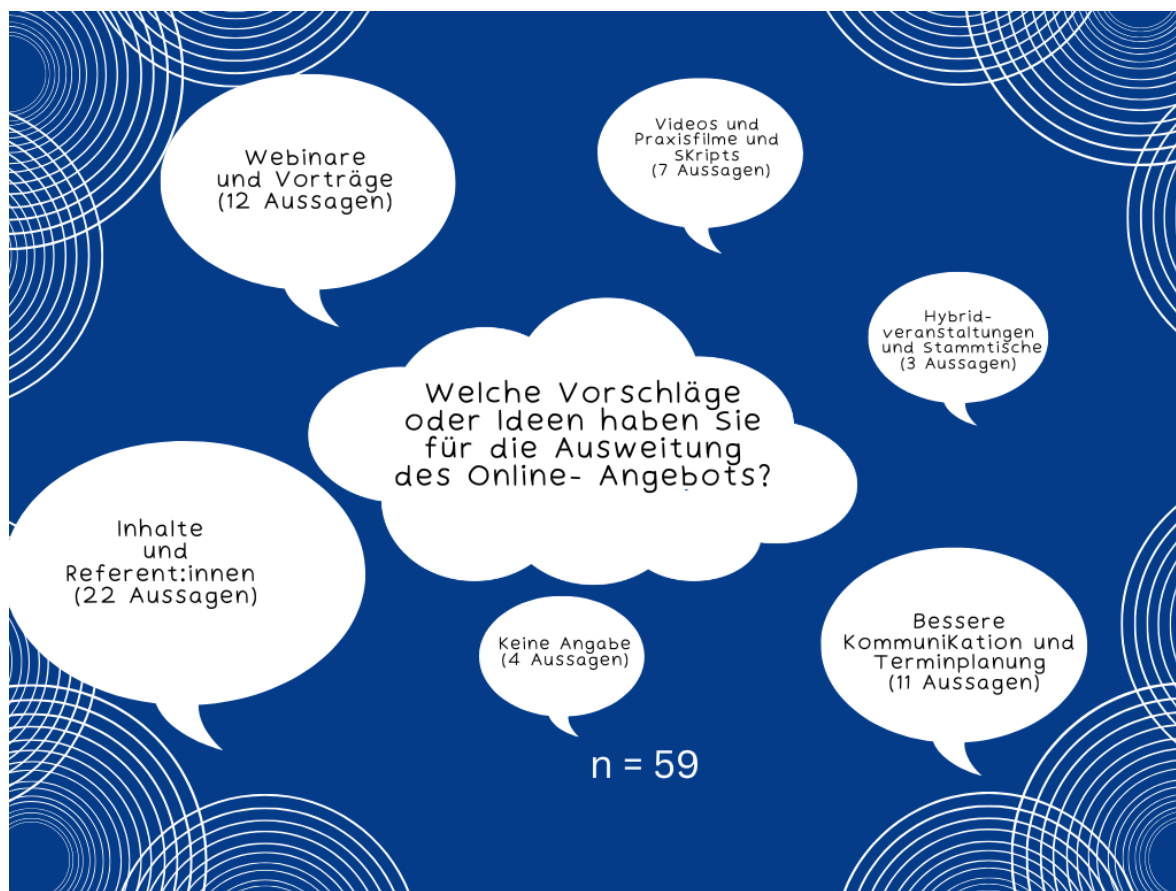 Webinare
und Vorträge
(12 Aussagen)
Videos und
Praxisfilme und
Skripts
(7 Aussagen)
Hybrid-
veranstaltungen
und Stammtische
(3 Aussagen)
Welche Vorschläge
oder Ideen haben Sie
für die Ausweitung
des Online- Angebots?
Inhalte
und
Referent:innen
(22 Aussagen)
Keine Angabe
(4 Aussagen)
Bessere
Kommunikation und
Terminplanung
(11 Aussagen)
n = 59